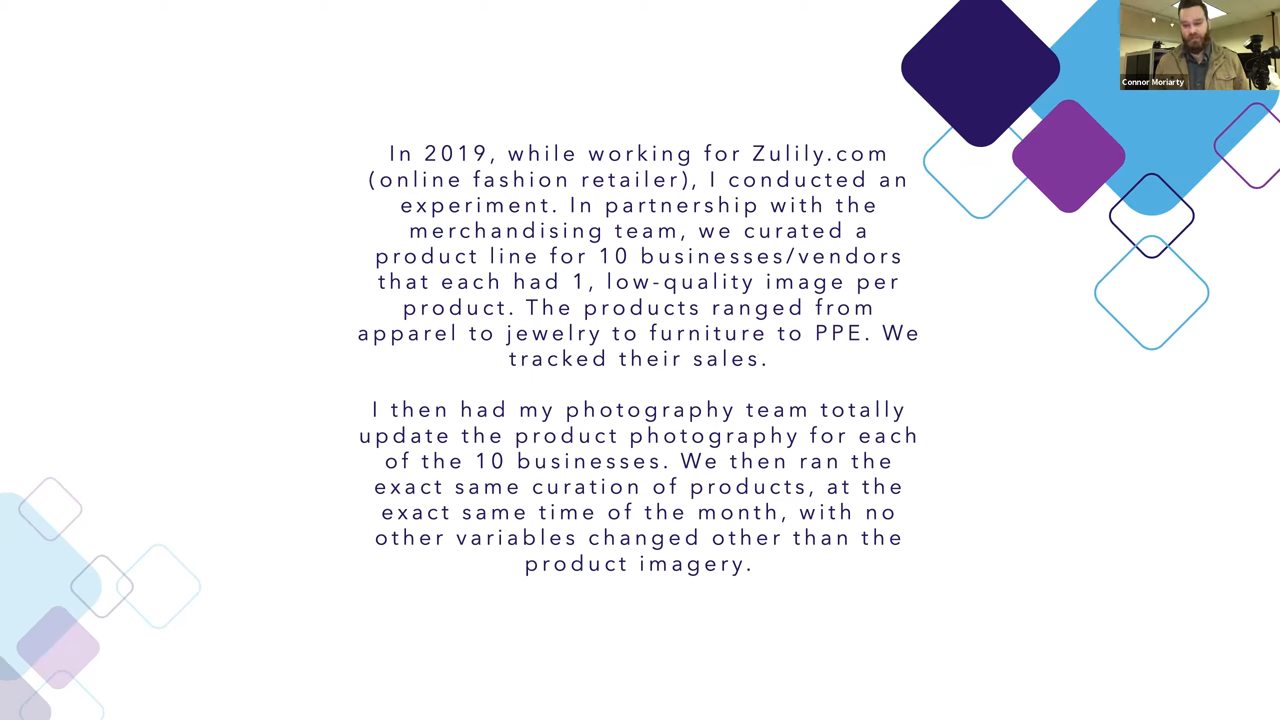 Connor Moriarty
In 2019, while working for Zulily.com
(online fashion retailer), I conducted an
experiment. In partnership with the
merchandising team, we curated a
product line for 10 businesses/vendors
that each had 1, low-quality image per
product. The products ranged from
apparel to jewelry to furniture to PPE. We
tracked their sales.
I then had my photography team totally
update the product photography for each
of the 10 businesses. We then ran the
exact same curation of products, at the
exact same time of the month, with no
other variables changed other than the
product imagery.